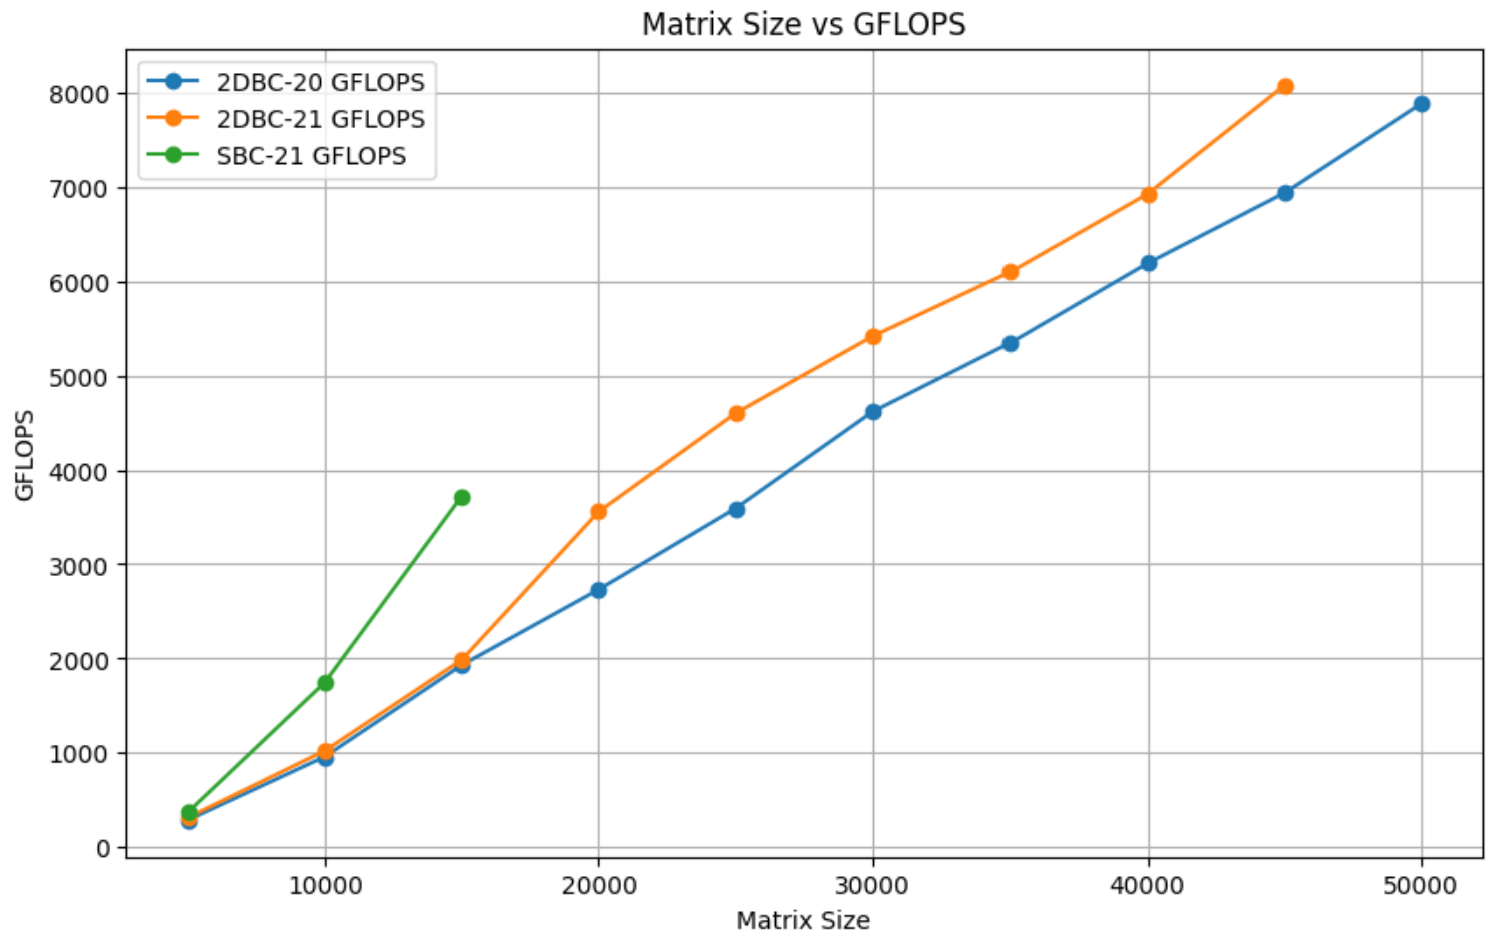 Matrix Size vs GFLOPS
2DBC-20 GFLOPS
2DBC-21 GFLOPS
SBC-21 GFLOPS
GFLOPS
8000
7000
6000
5000
4000
3000
2000
1000
0
10000 20000 30000 40000 50000
Matrix Size